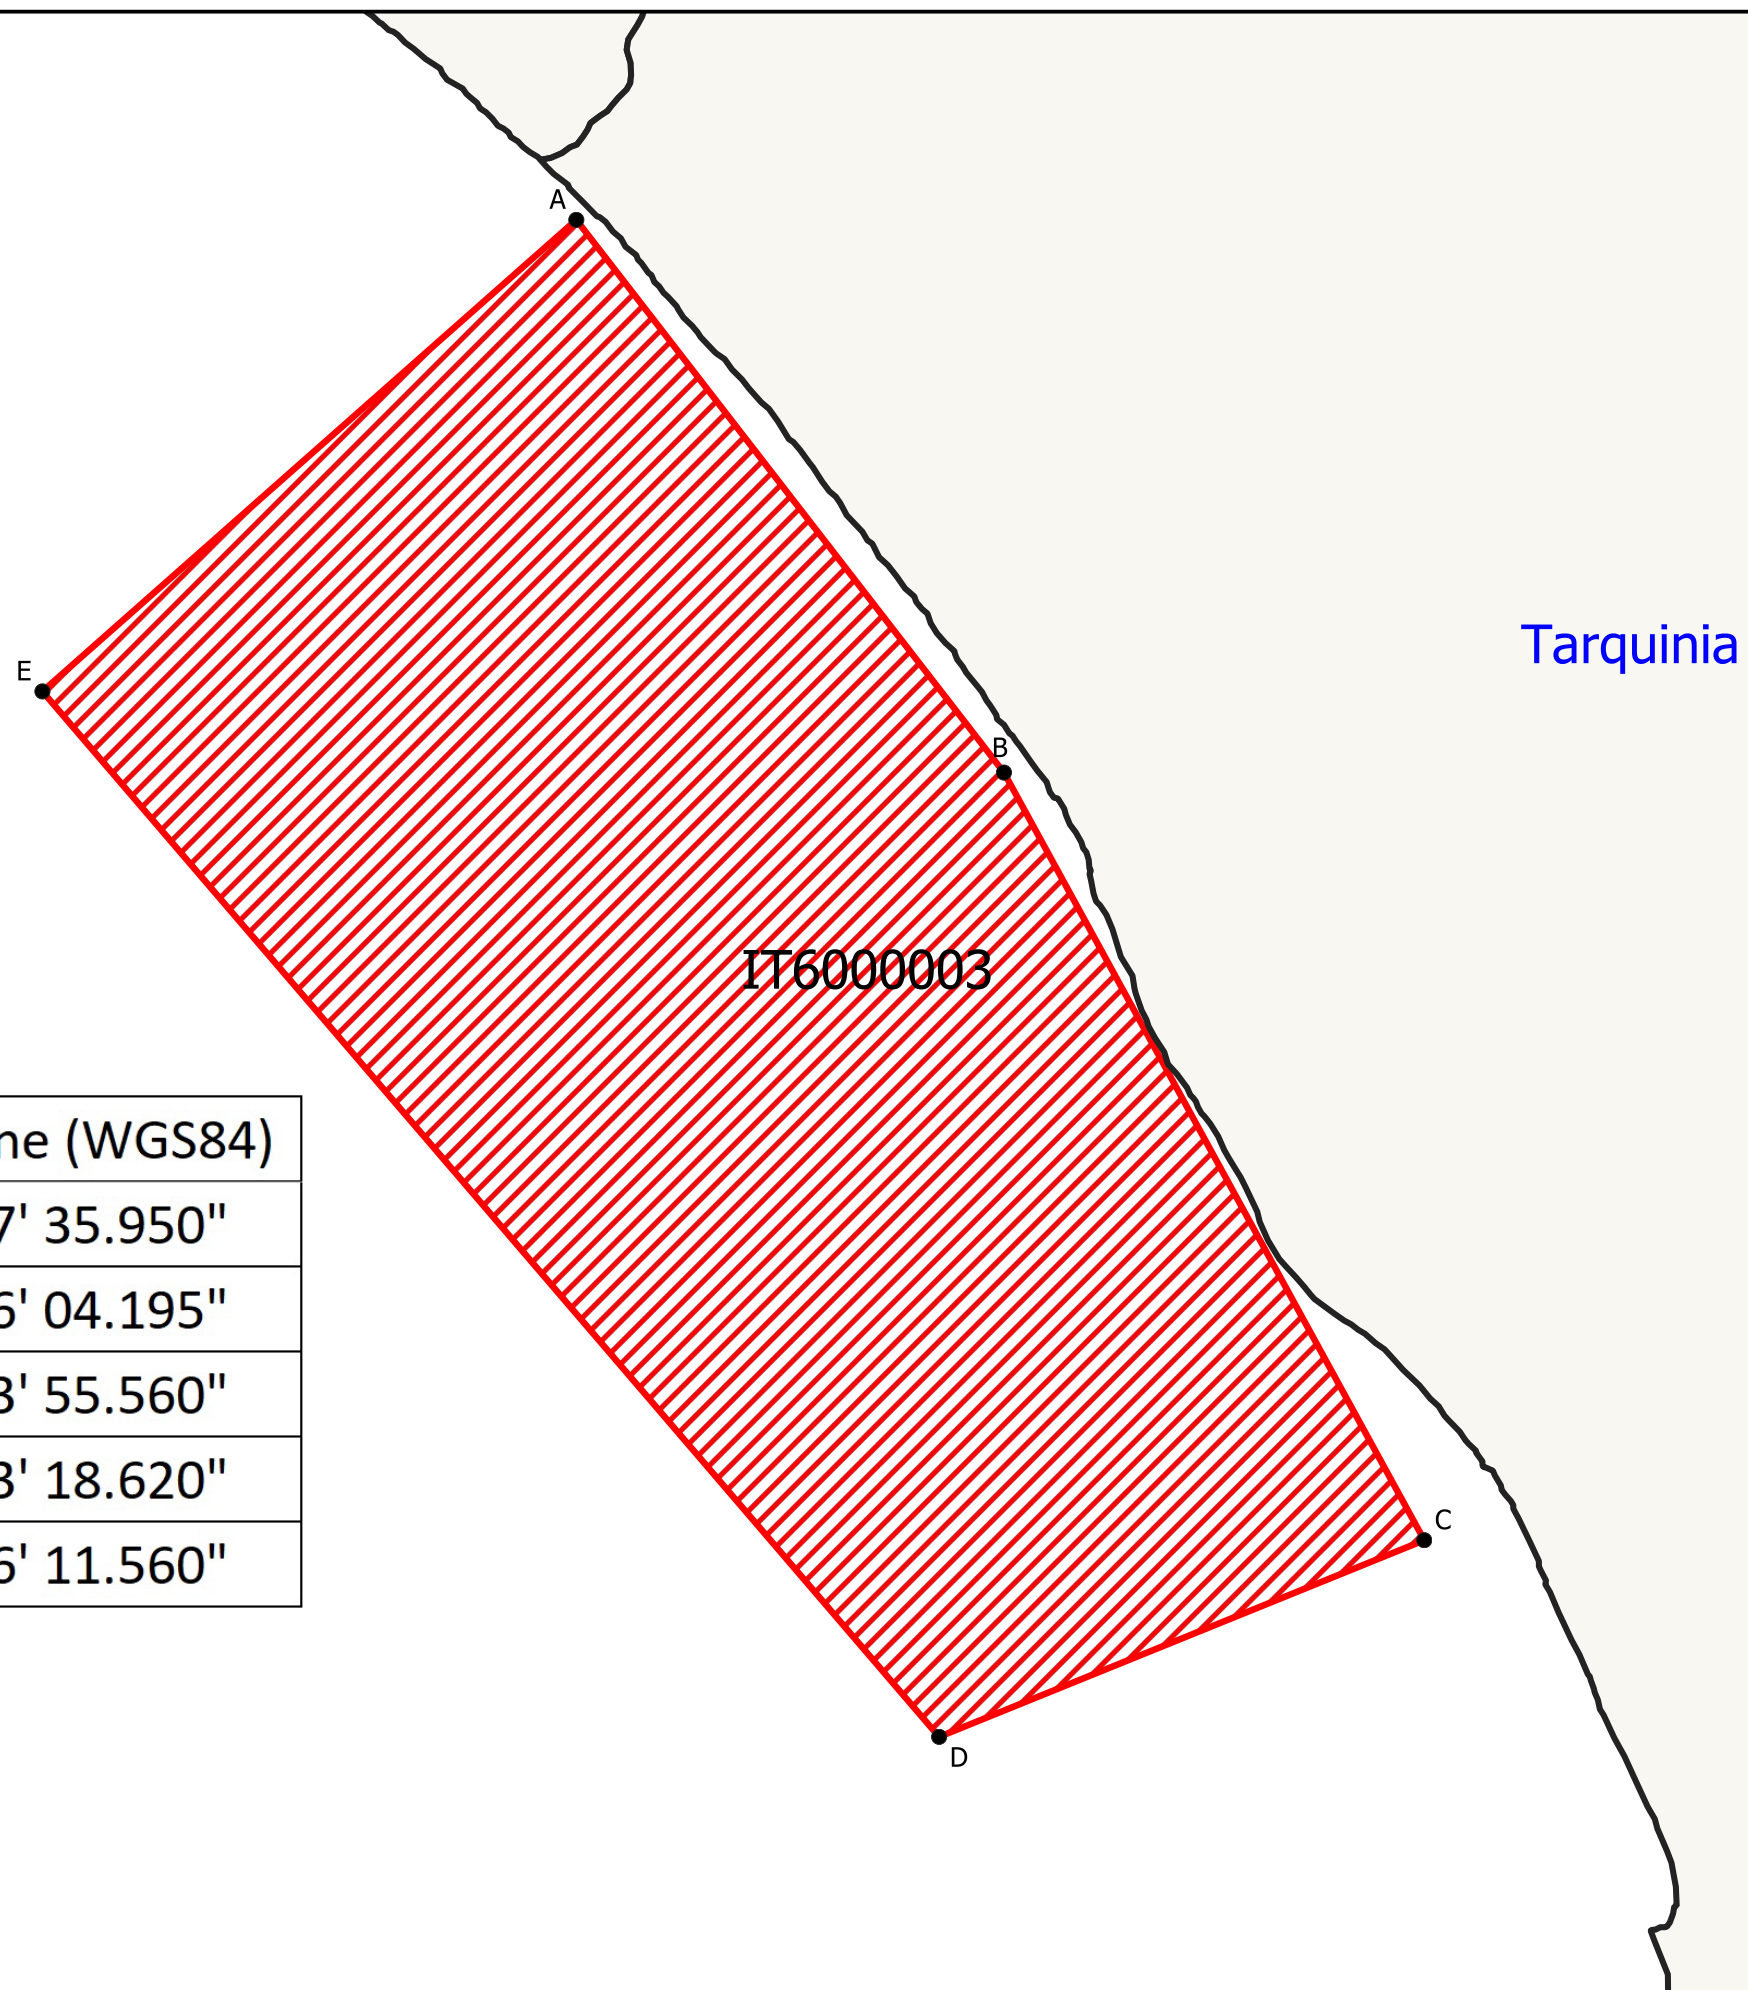 A
Tarquinia
E
B
IT6000003
ne (WGS84)
7' 35.950"
6' 04.195"
3' 55.560"
3' 18.620"
6' 11.560"
C
D